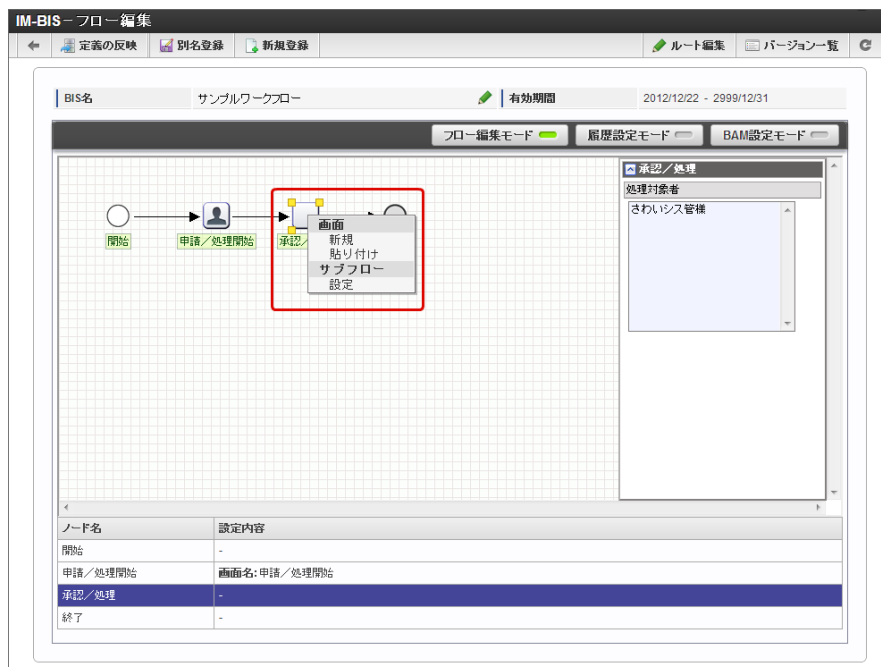 IM-BIS－フロー編集
定義の反映 別名登録 新規登録 ルート編集 バージョン一覧
BIS名 サンプルワークフロー 有効期間 2012/12/22 - 2999/12/31
フロー編集モード 履歴設定モード BAM設定モード
承認／処理
処理対象者
さわいシス管様
開始 申請／処理開始 承認／
画面
新規
貼り付け
サブフロー
設定
ノード名 設定内容
開始 -
申請／処理開始 画面名:申請／処理開始
承認／処理 -
終了 -